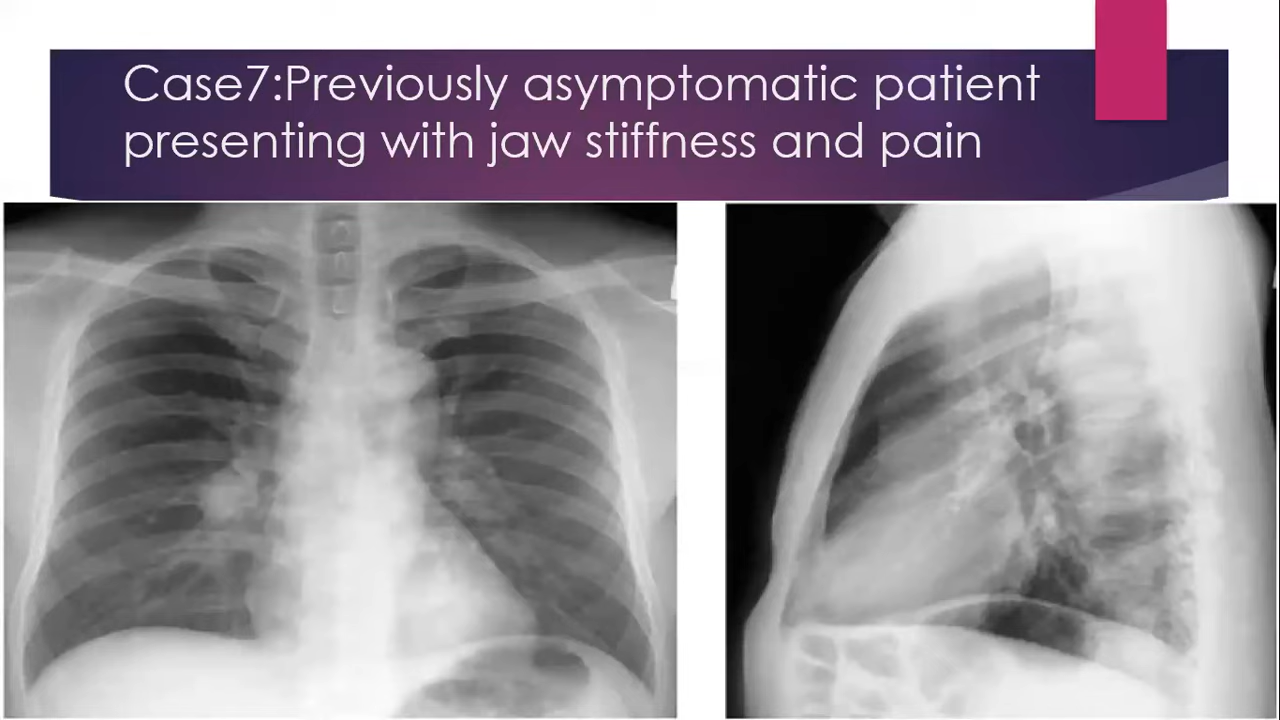 Case7:Previously asymptomatic patient
presenting with jaw stiffness and pain